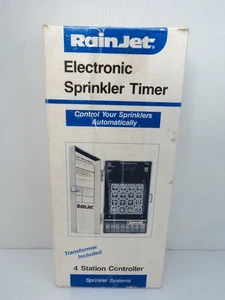 RainJet.
Electronic
Sprinkler Timer
Control Your Sprinklers
Automatically
RainJet
Transformer
Included
4 Station Controller
Sprinkler Systems